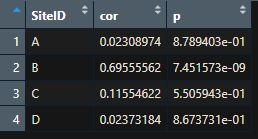 SiteID cor p
1 A 0.02308974 8.789403e-01
2 B 0.69555562 7.451573e-09
3 C 0.11554622 5.505943e-01
4 D 0.02373184 8.673731e-01